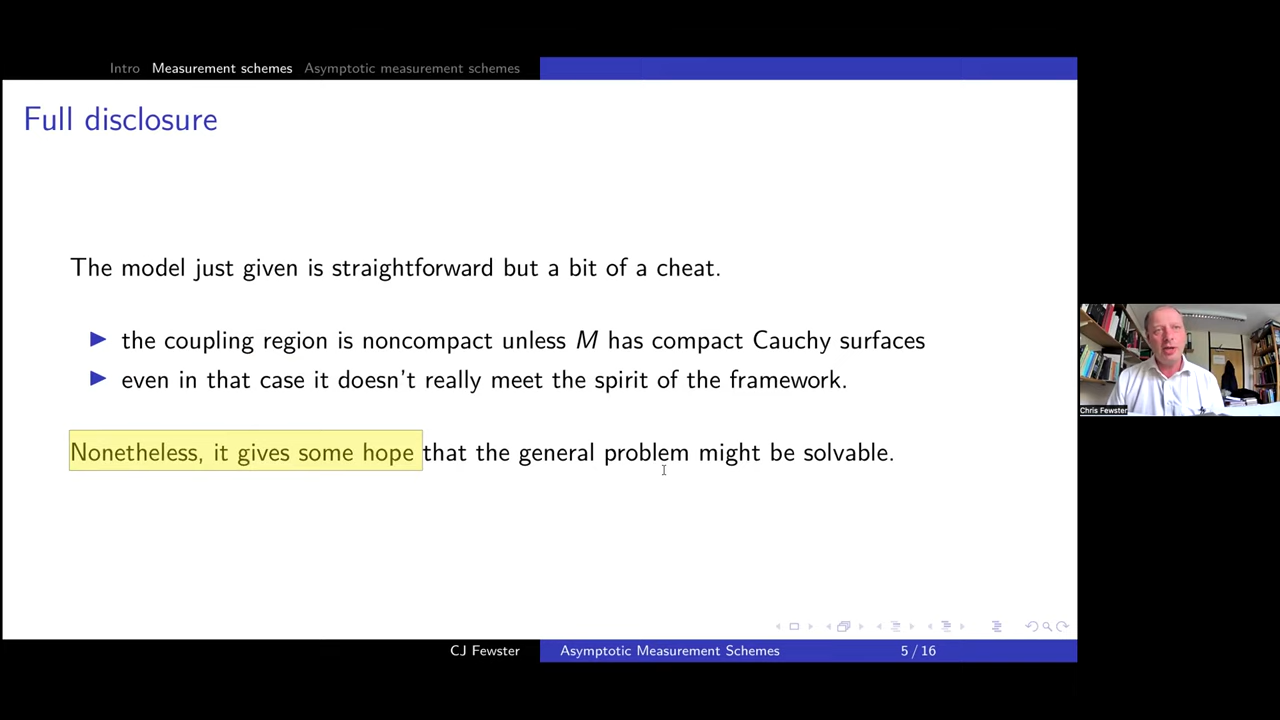 Intro Measurement schemes Asymptotic measurement schemes
Full disclosure
The model just given is straightforward but a bit of a cheat.
the coupling region is noncompact unless M has compact Cauchy surfaces
even in that case it doesn't really meet the spirit of the framework.
Nonetheless, it gives some hope that the general problem might be solvable.
CJ Fewster Asymptotic Measurement Schemes 5 / 16
Chris Fewster